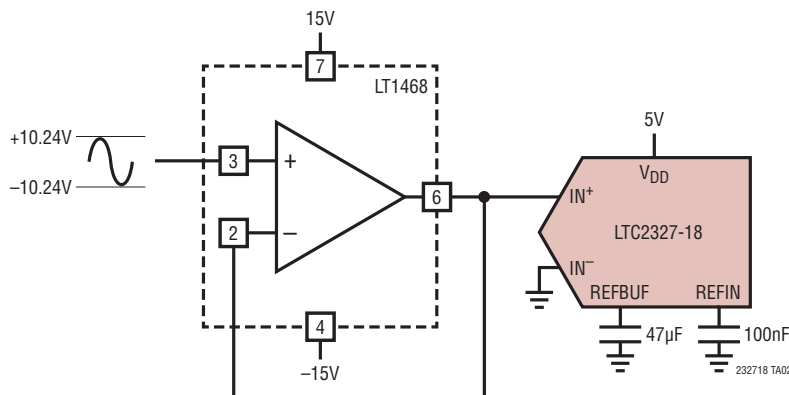 15V
7
LT1468
+10.24V
–10.24V
3
+
2
–
6
4
–15V
5V
VDD
IN+
LTC2327-18
IN–
REFBUF
REFIN
47µF
100nF
232718 TA02